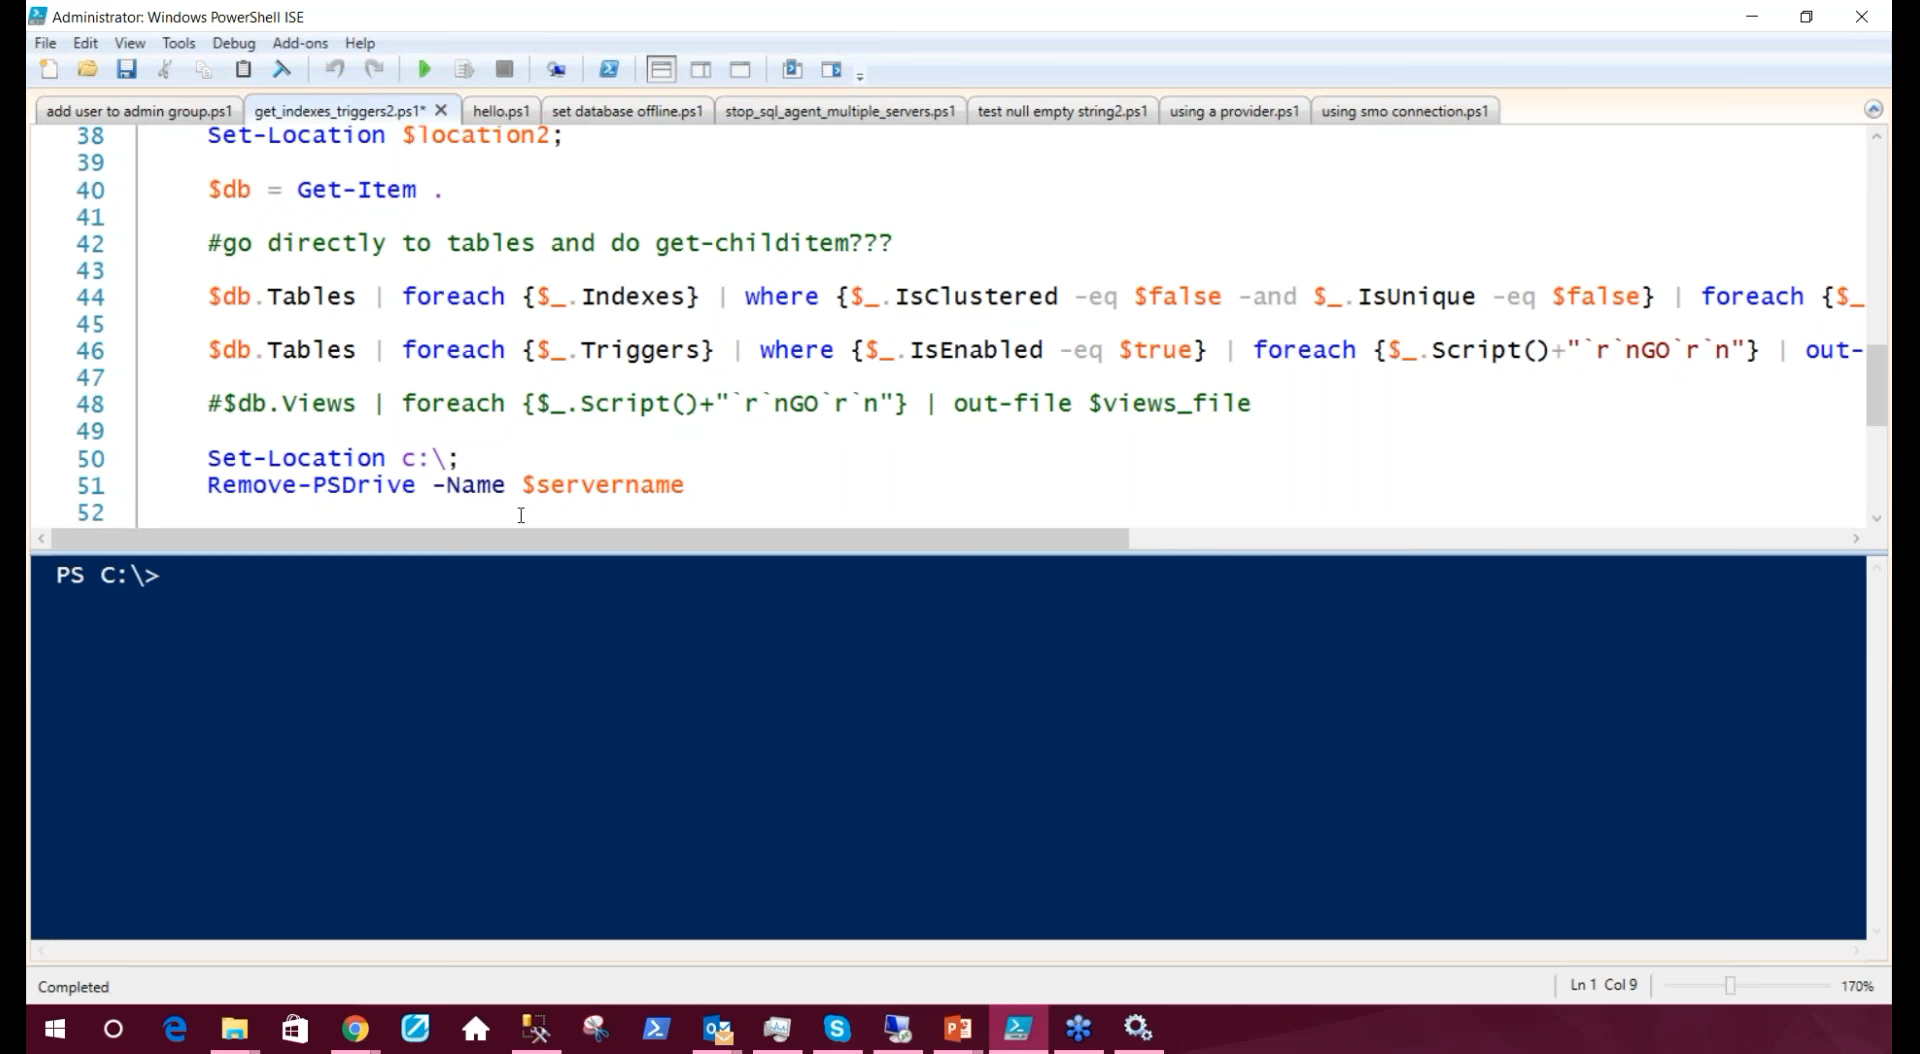 Administrator: Windows PowerShell ISE
File Edit View Tools Debug Add-ons Help
add user to admin group.ps1 get_indexes_triggers2.ps1* hello.ps1 set database offline.ps1 stop_sql_agent_multiple_servers.ps1 test null empty string2.ps1 using a provider.ps1 using smo connection.ps1
38 Set-Location $location2;
39
40 $db = Get-Item .
41
42 #go directly to tables and do get-childitem???
43
44 $db.Tables | foreach {$_.Indexes} | where {$_.IsClustered -eq $false -and $_.IsUnique -eq $false} | foreach {$_
45
46 $db.Tables | foreach {$_.Triggers} | where {$_.IsEnabled -eq $true} | foreach {$_.Script()+"`r`nGO`r`n"} | out-
47
48 #$db.Views | foreach {$_.Script()+"`r`nGO`r`n"} | out-file $views_file
49
50 Set-Location c:\;
51 Remove-PSDrive -Name $servername
52
PS C:\>
Completed Ln 1 Col 9 170%